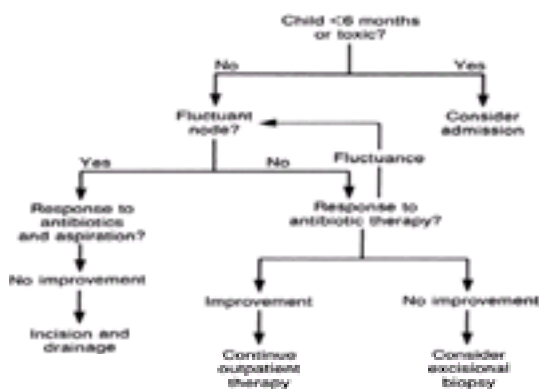 Child <6 months
or toxic?
No
Yes
Fluctuant
node?
Consider
admission
Yes
No
Fluctuance
Response to
antibiotics
and aspiration?
Response to
antibiotic therapy?
No improvement
Improvement
No improvement
Incision and
drainage
Continue
outpatient
therapy
Consider
excisional
biopsy